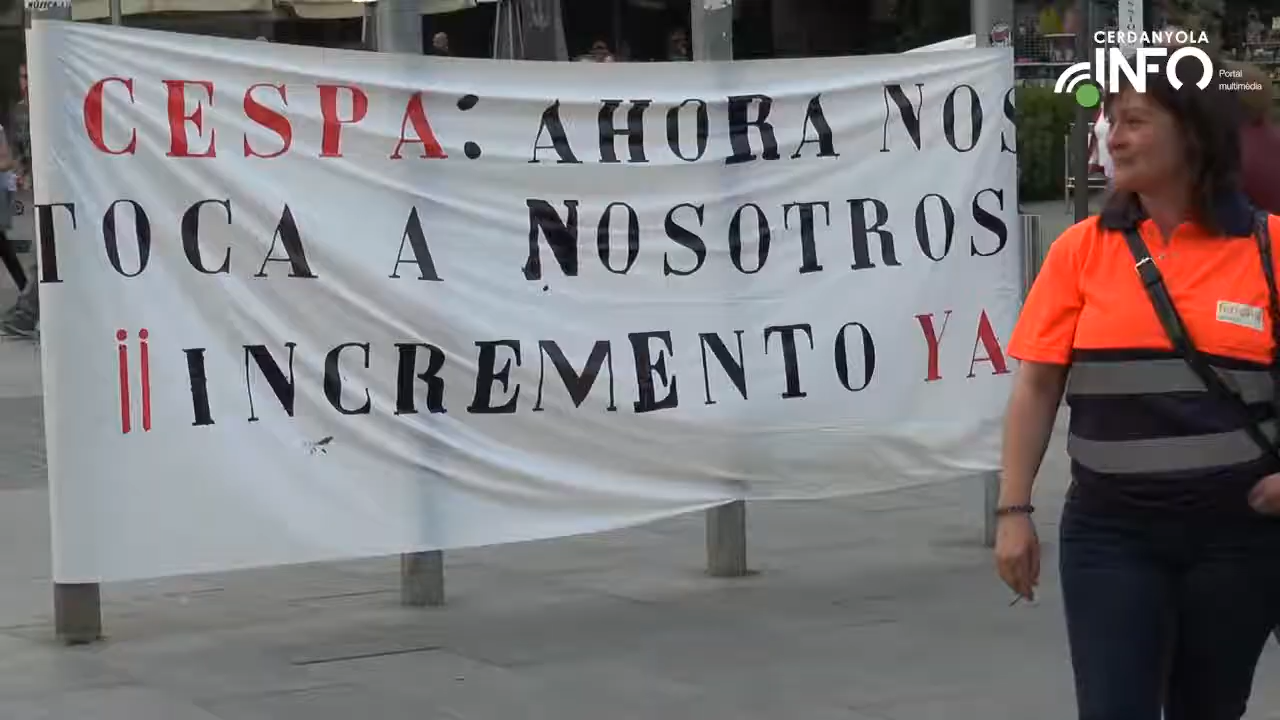 CESPA: AHORA NOS
TOCA A NOSOTROS
¡¡INCREMENTO YA
CERDANYOLA
INFO
Portal
multimèdia